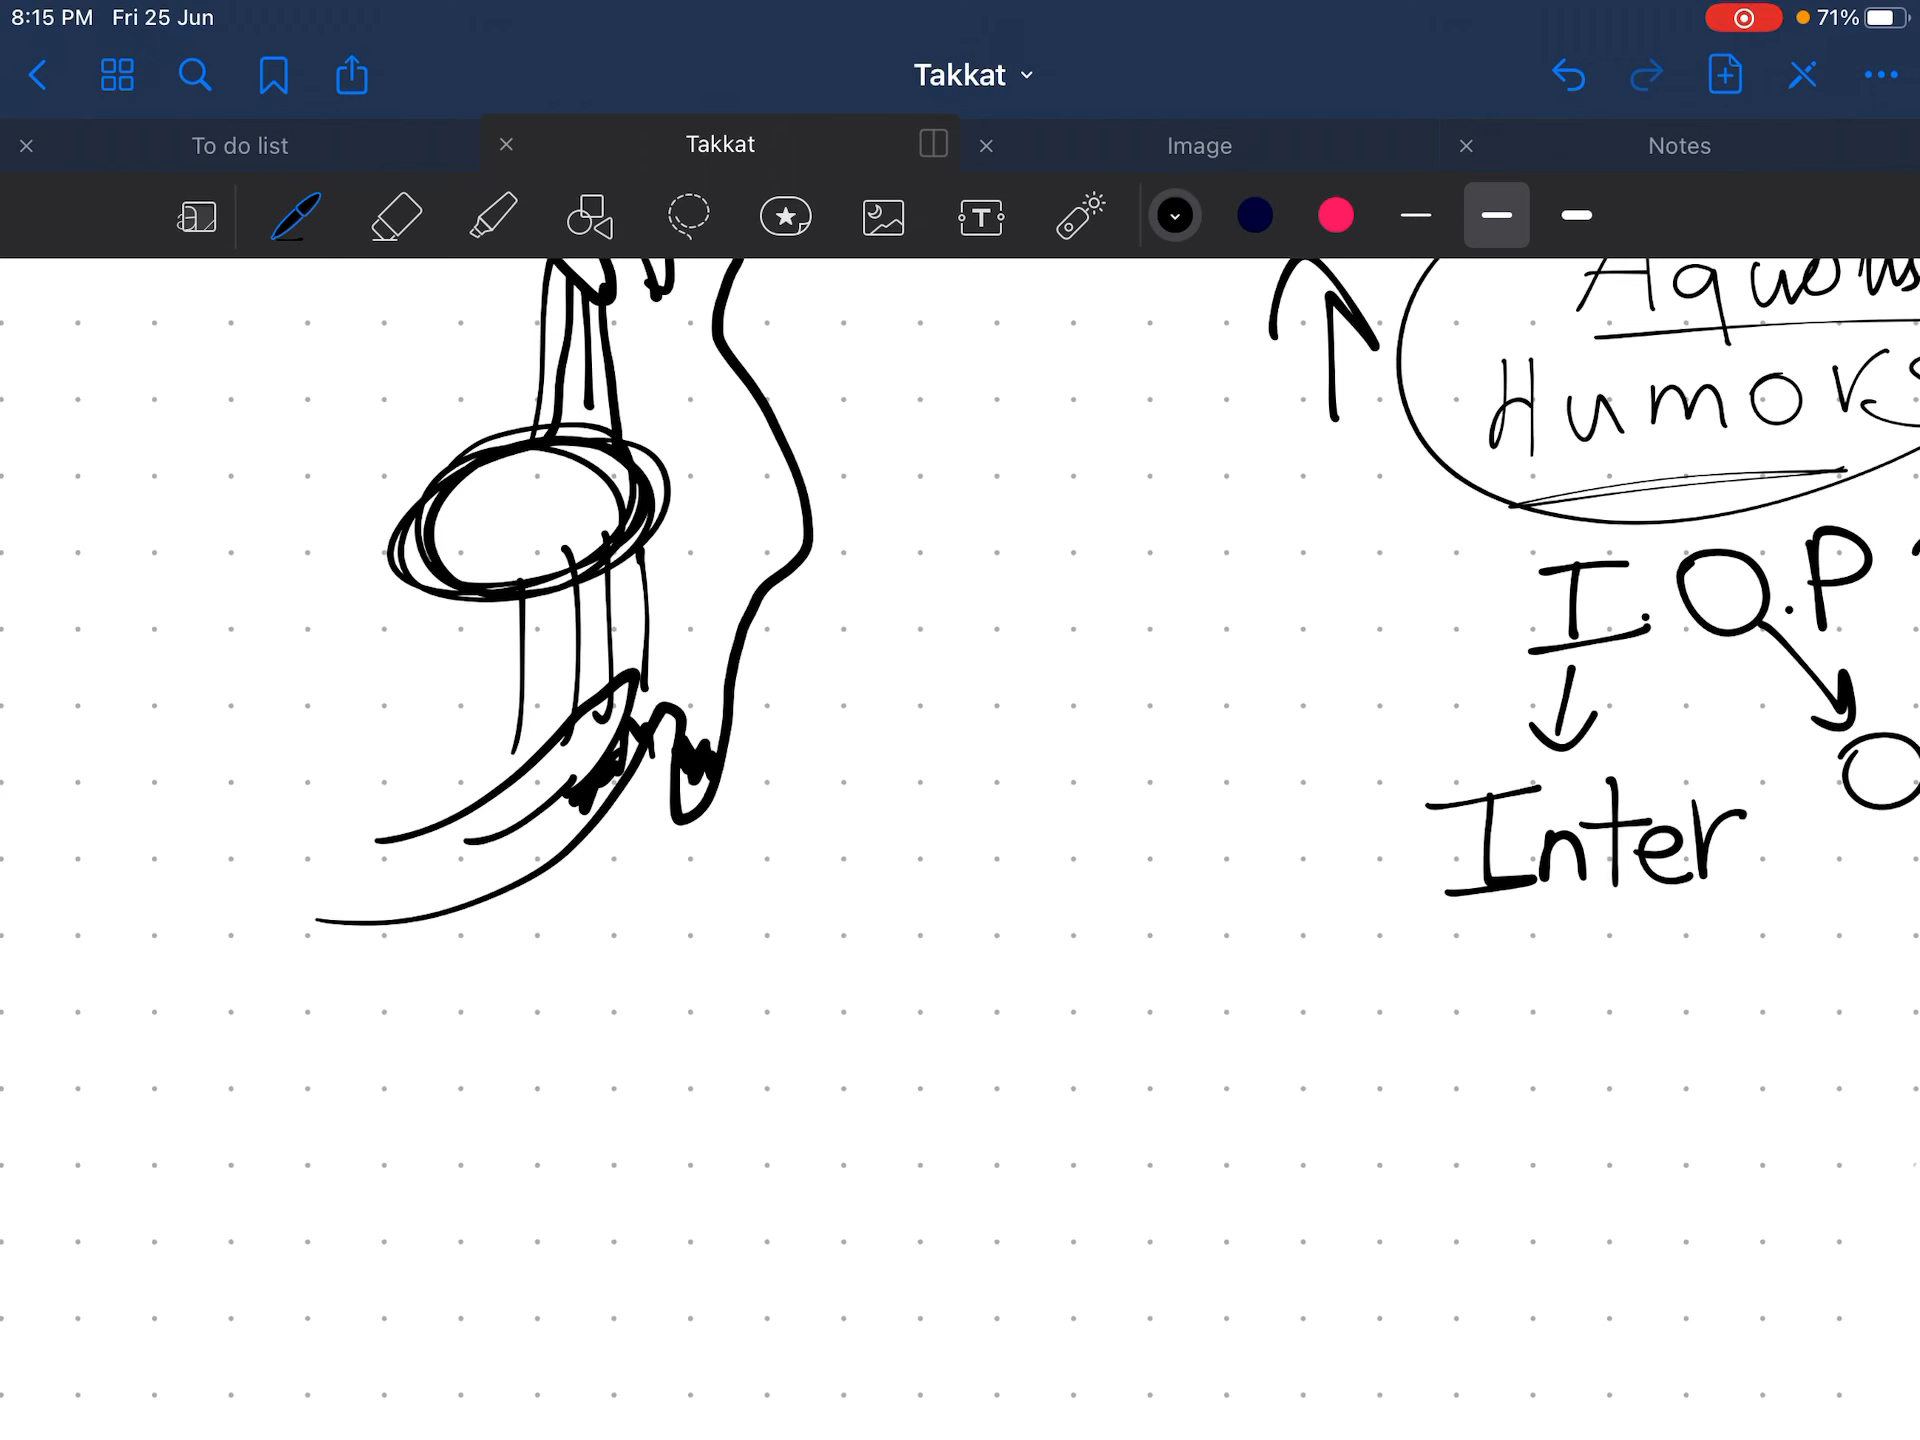 8:15 PM Fri 25 Jun
71%
Takkat
To do list
Takkat
Image
Notes
Humors
I.O.P
Inter
O